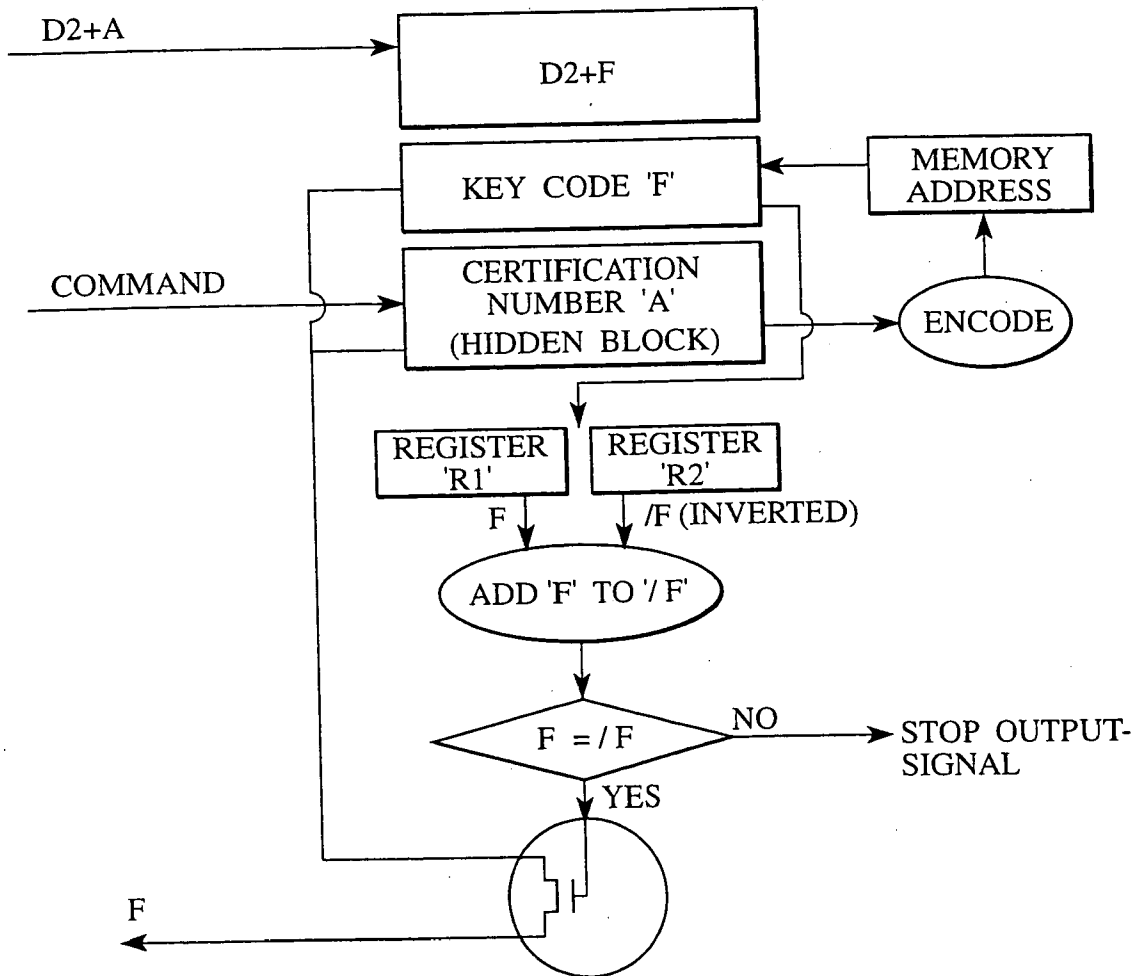 D2+A
D2+F
KEY CODE 'F'
MEMORY
ADDRESS
COMMAND
CERTIFICATION
NUMBER 'A'
(HIDDEN BLOCK)
ENCODE
REGISTER
'R1'
REGISTER
'R2'
F
/F (INVERTED)
ADD 'F' TO '/ F'
F = / F
NO
STOP OUTPUT-
SIGNAL
YES
F